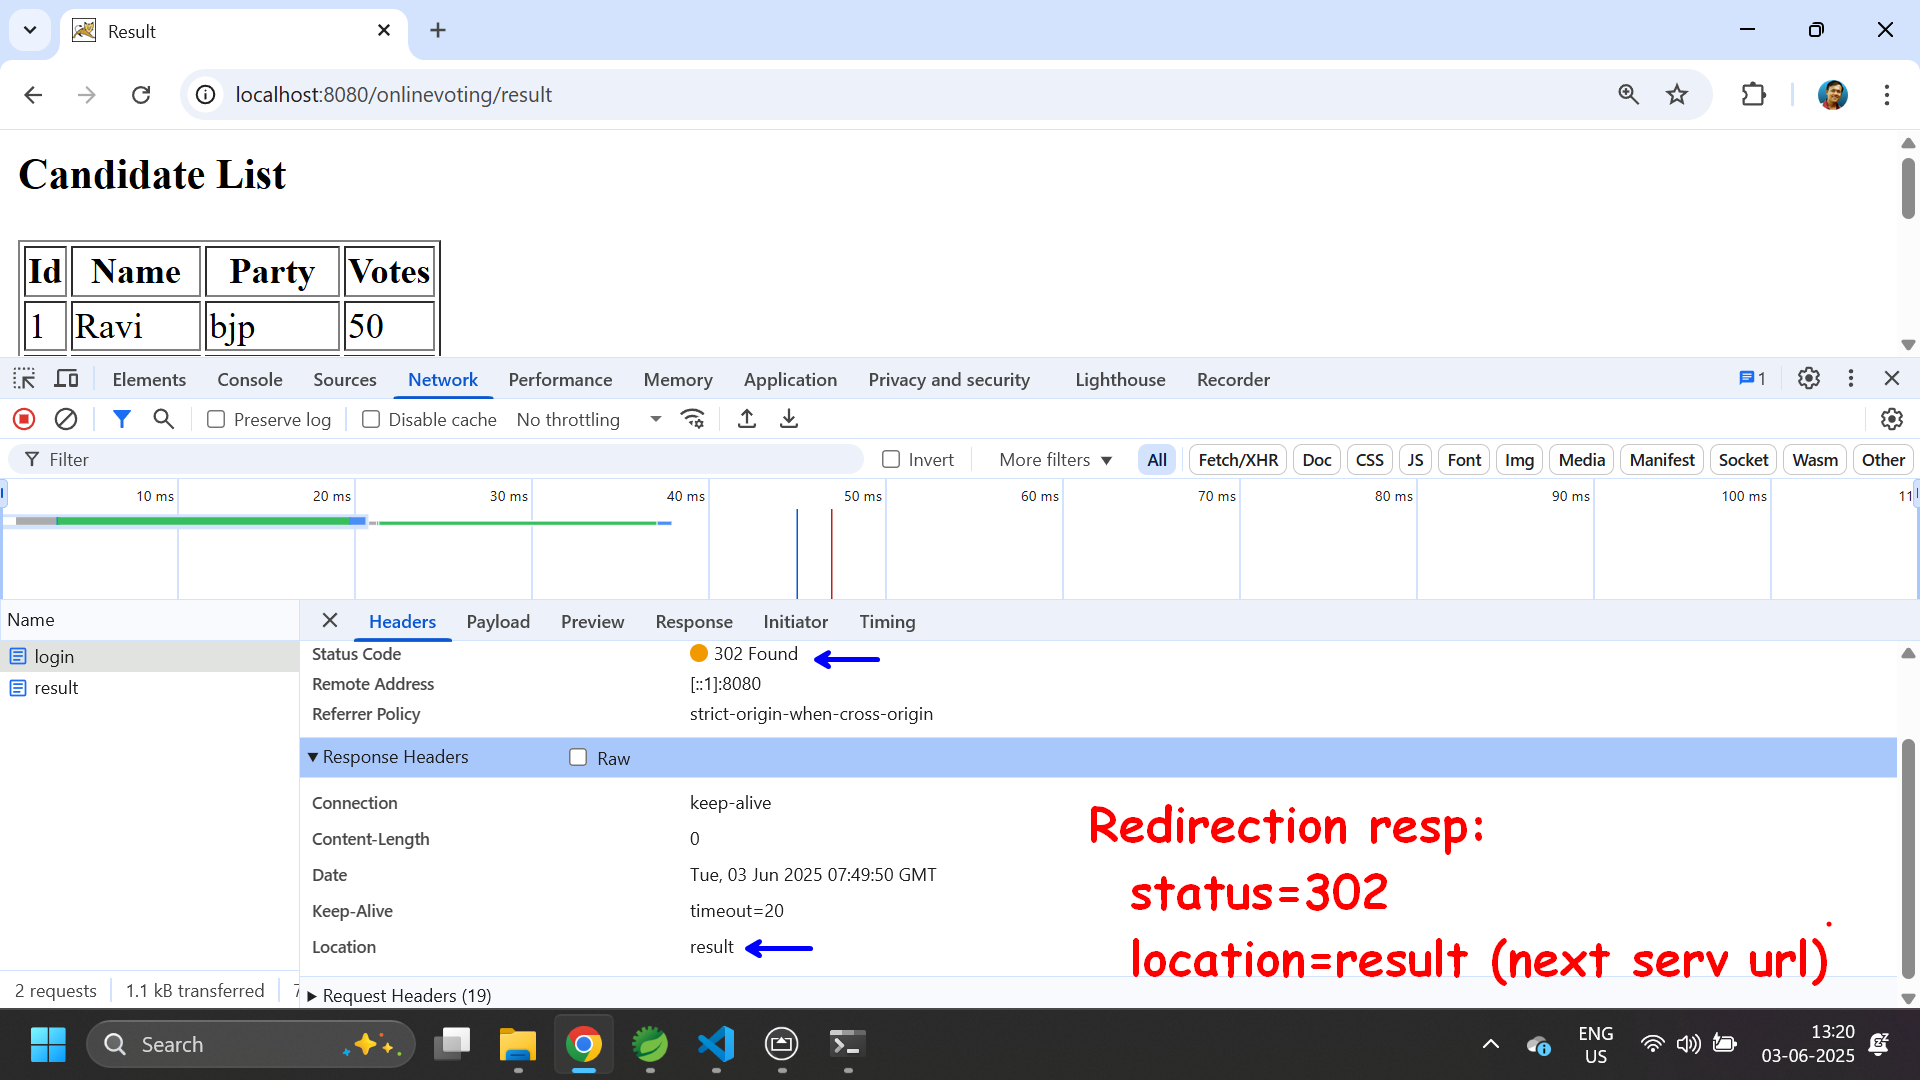 Result
localhost:8080/onlinevoting/result
Candidate List
Id Name Party Votes
1 Ravi bjp 50
Elements Console Sources Network Performance Memory Application Privacy and security Lighthouse Recorder 1
Preserve log Disable cache No throttling
Filter Invert More filters All Fetch/XHR Doc CSS JS Font Img Media Manifest Socket Wasm Other
10 ms 20 ms 30 ms 40 ms 50 ms 60 ms 70 ms 80 ms 90 ms 100 ms 11
Name
Headers Payload Preview Response Initiator Timing
login
result
Status Code 302 Found
Remote Address [::1]:8080
Referrer Policy strict-origin-when-cross-origin
Response Headers Raw
Connection keep-alive
Content-Length 0
Date Tue, 03 Jun 2025 07:49:50 GMT
Keep-Alive timeout=20
Location result
Redirection resp:
status=302
location=result (next serv url)
2 requests 1.1 kB transferred
Request Headers (19)
Search
ENG
US
13:20
03-06-2025